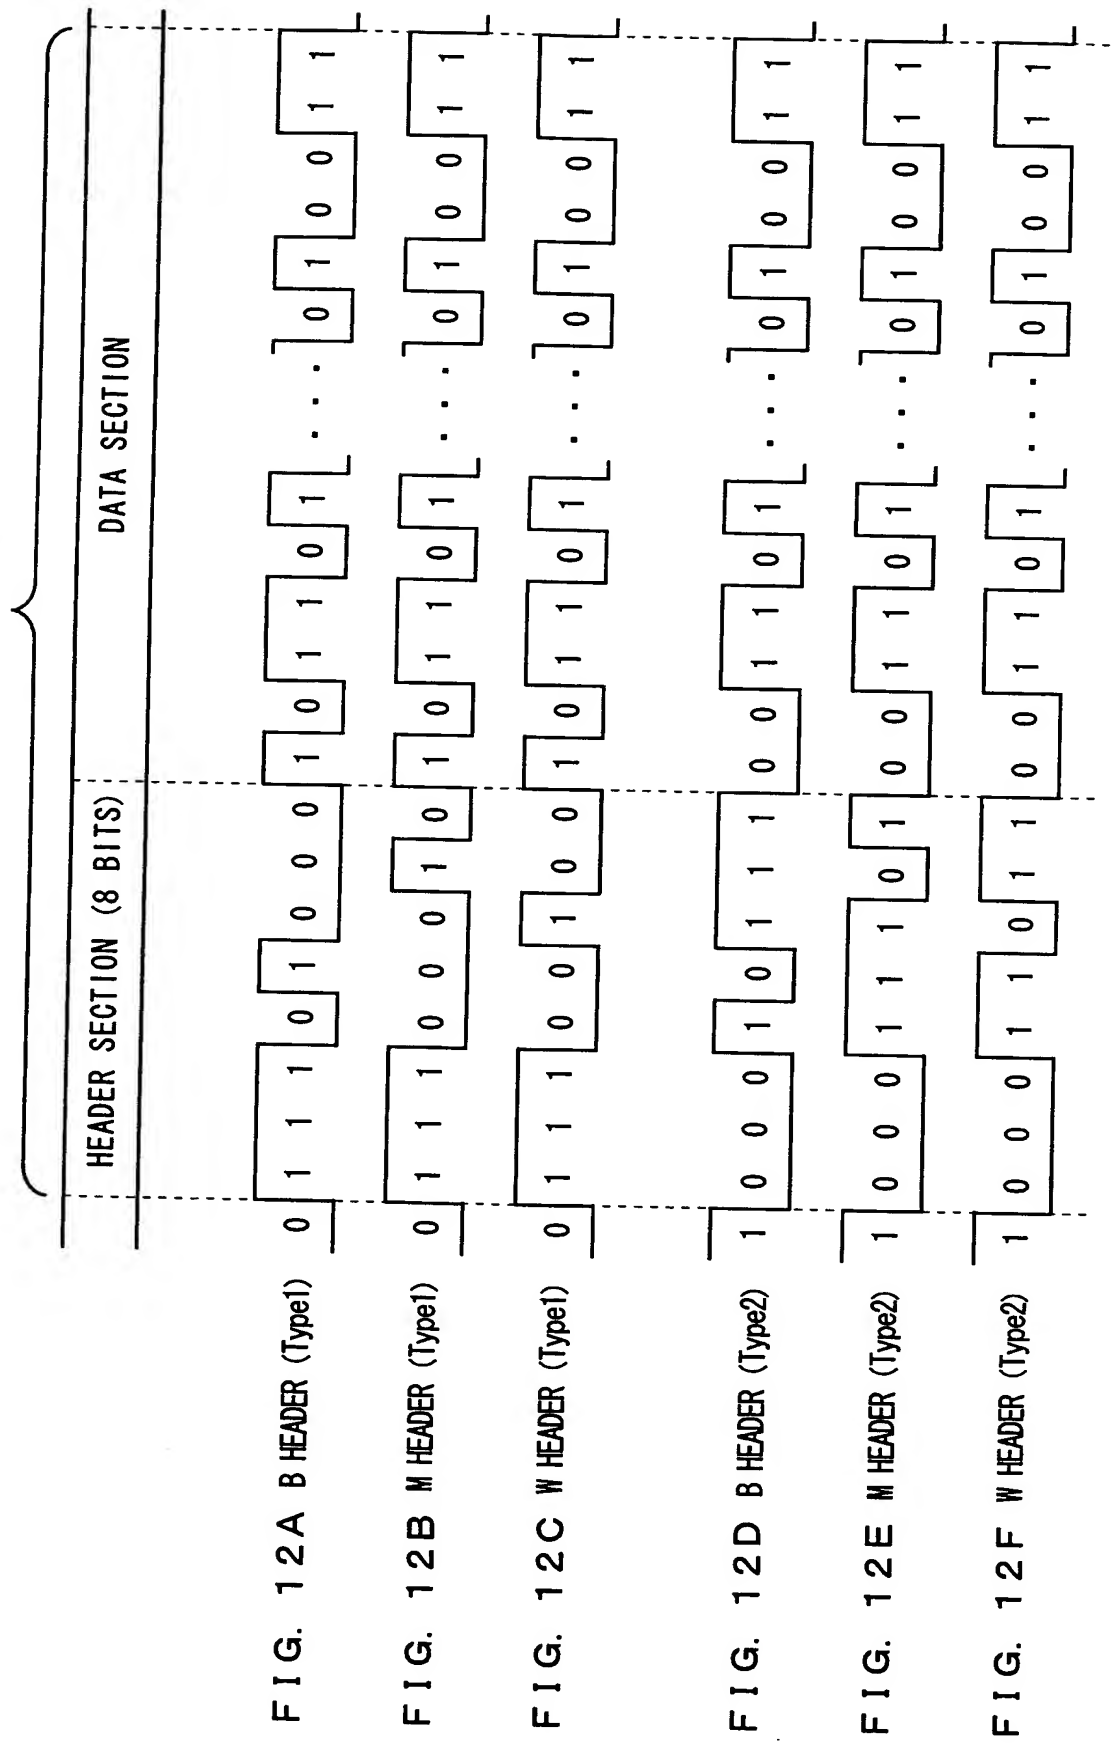 HEADER SECTION (8 BITS) DATA SECTION
FIG. 12A B HEADER (Type1) 0 1 1 1 0 1 0 0 0 1 0 1 1 0 1 ... 0 1 0 0 1 1
FIG. 12B M HEADER (Type1) 0 1 1 1 0 0 0 1 0 1 0 1 1 0 1 ... 0 1 0 0 1 1
FIG. 12C W HEADER (Type1) 0 1 1 1 0 0 1 0 0 1 0 1 1 0 1 ... 0 1 0 0 1 1
FIG. 12D B HEADER (Type2) 1 0 0 0 1 0 1 1 1 0 0 1 1 0 1 ... 0 1 0 0 1 1
FIG. 12E M HEADER (Type2) 1 0 0 0 1 1 1 0 1 0 0 1 1 0 1 ... 0 1 0 0 1 1
FIG. 12F W HEADER (Type2) 1 0 0 0 1 1 0 1 1 0 0 1 1 0 1 ... 0 1 0 0 1 1